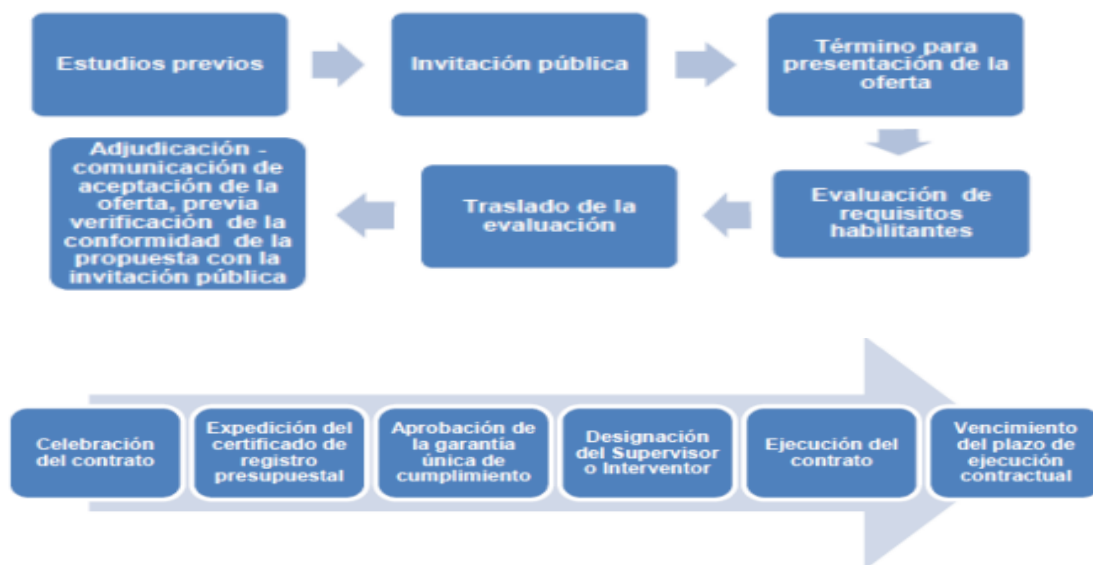 Estudios previos
Invitación pública
Término para
presentación de la
oferta
Evaluación de
requisitos
habilitantes
Traslado de la
evaluación
Adjudicación -
comunicación de
aceptación de la
oferta, previa
verificación de la
conformidad de la
propuesta con la
invitación pública
Celebración
del contrato
Expedición del
certificado de
registro
presupuestal
Aprobación de
la garantía
única de
cumplimiento
Designación
del Supervisor
o Interventor
Ejecución del
contrato
Vencimiento
del plazo de
ejecución
contractual